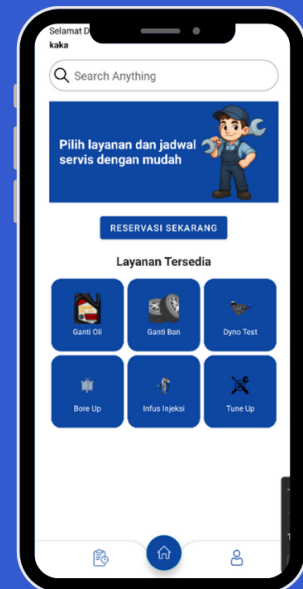 Selamat D
kaka
Search Anything
Pilih layanan dan jadwal
servis dengan mudah
RESERVASI SEKARANG
Layanan Tersedia
Ganti Oli
Ganti Ban
Dyno Test
Bore Up
Infus Injeksi
Tune Up